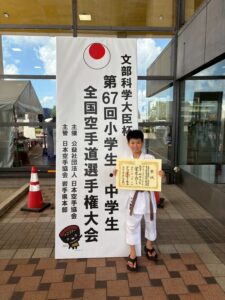 文部科学大臣杯
第67回小学生・中学生
全国空手道選手権大会
主催 公益社団法人 日本空手協会
主管 日本空手協会 岩手県本部